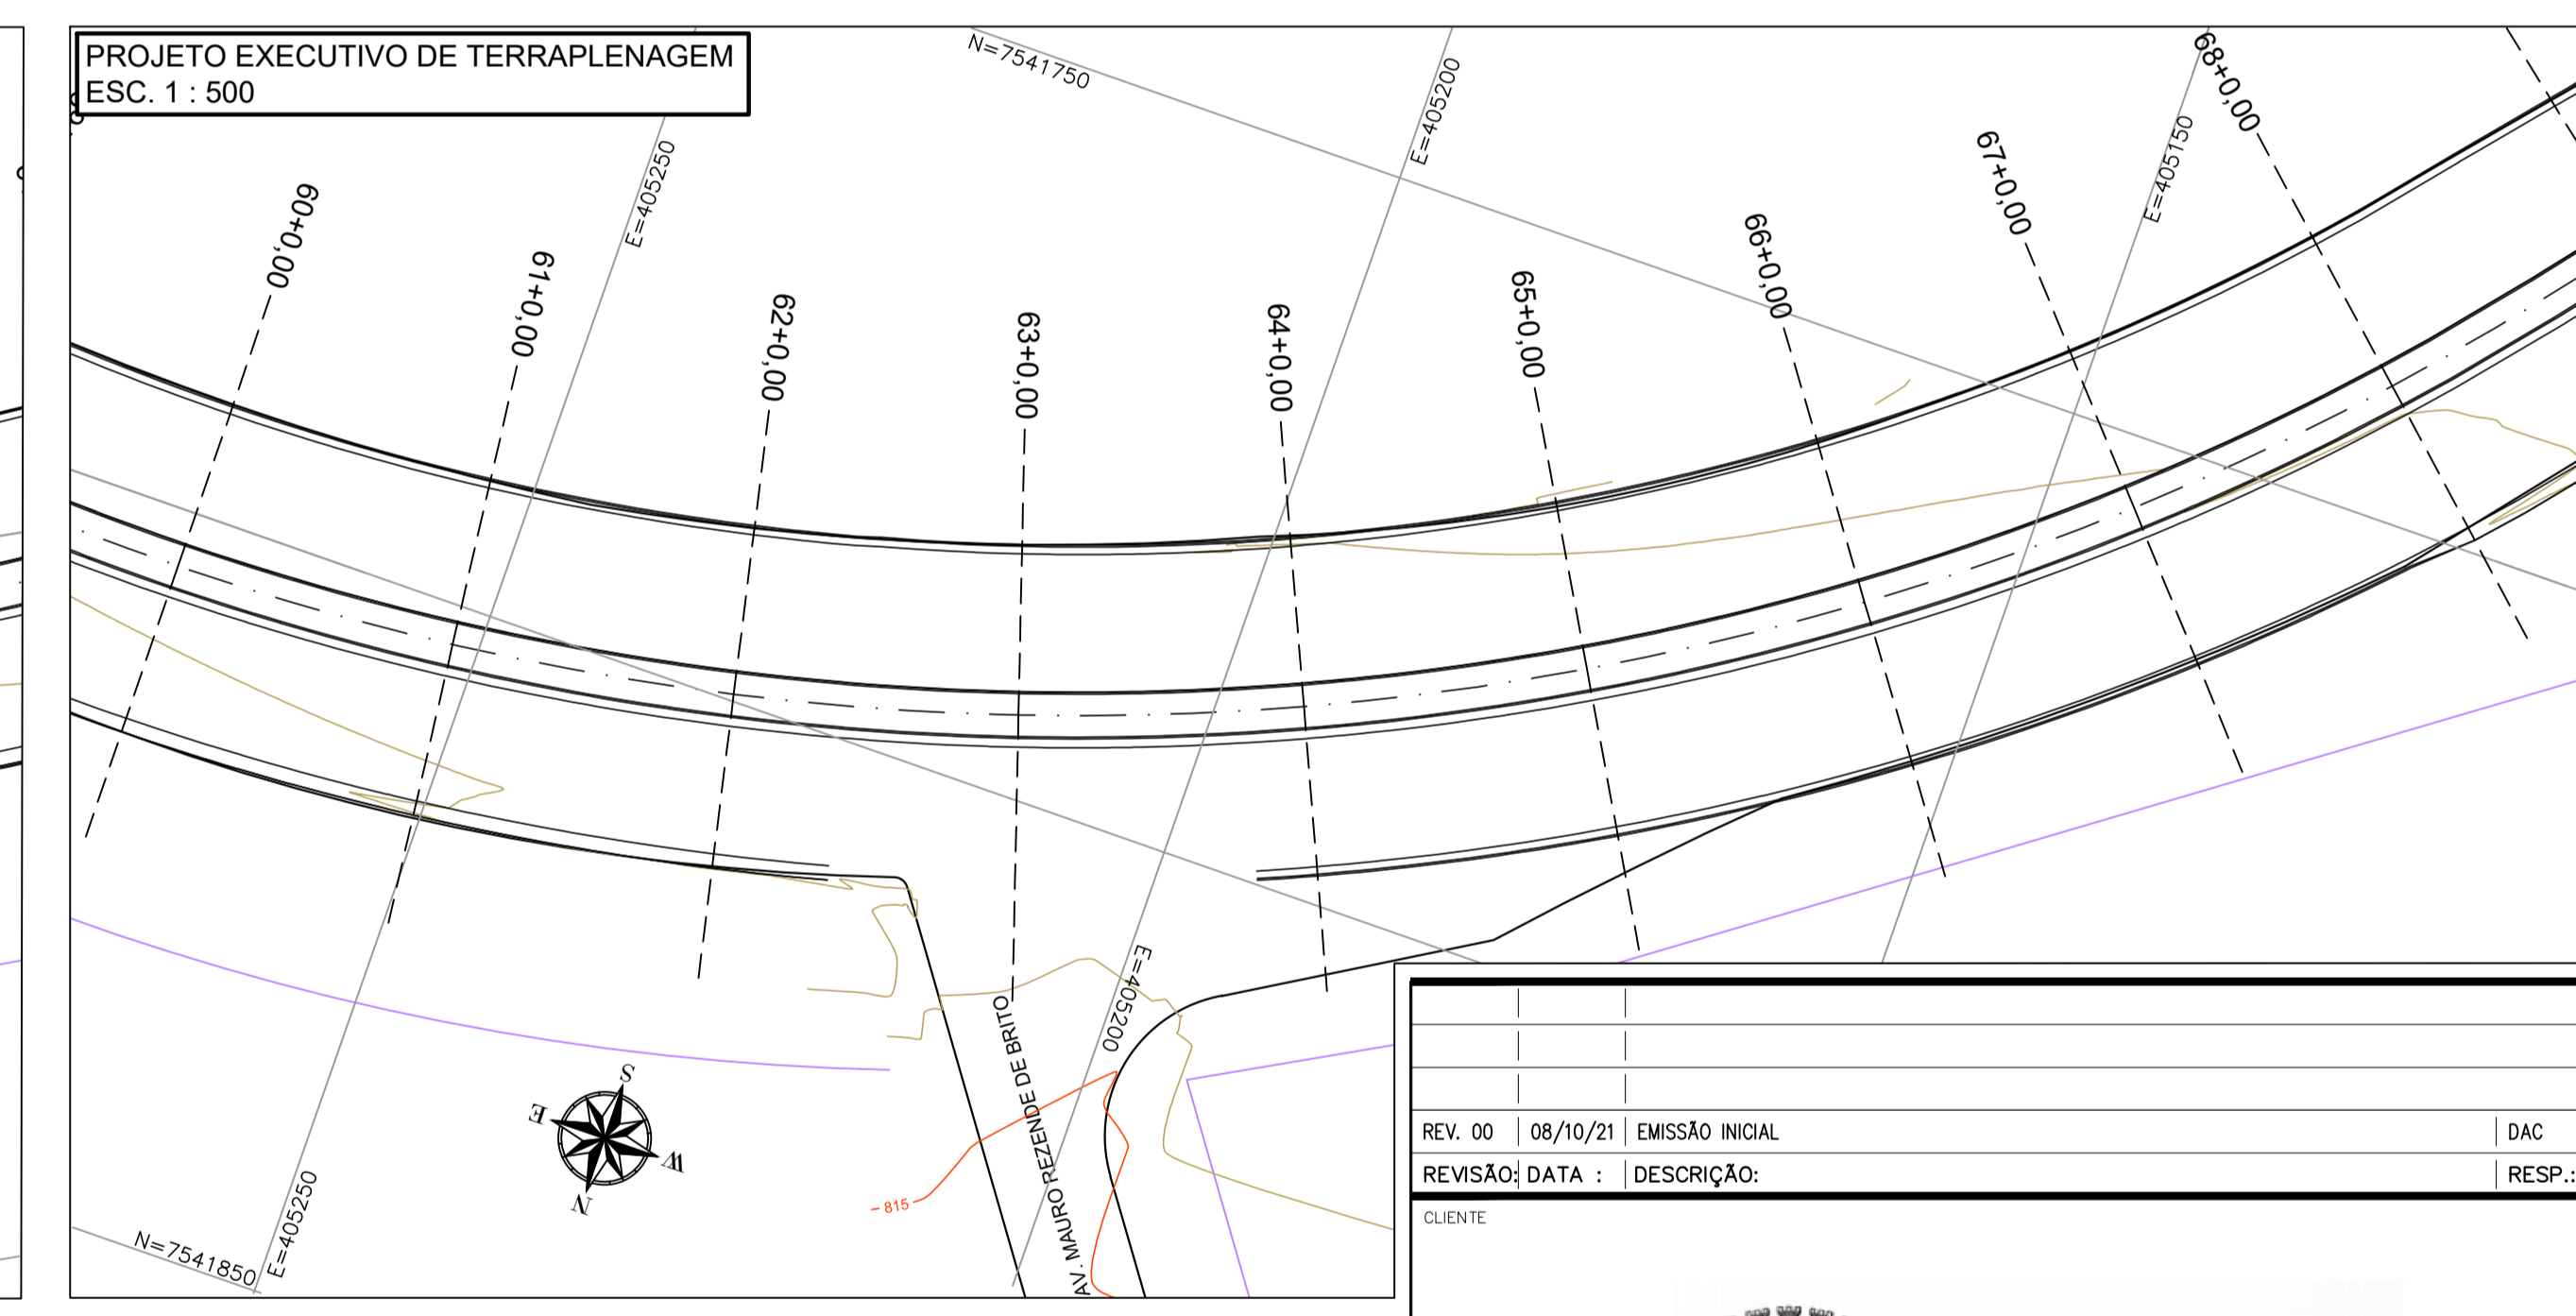 PROJETO EXECUTIVO DE TERRAPLENAGEM
ESC. 1 : 500
N=7541750
E=405200
68+0,00
E=405150
67+0,00
E=405250
60+0,00
66+0,00
61+0,00
65+0,00
62+0,00
64+0,00
63+0,00
E=405200
AV. MAURO REZENDE DE BRITO
S
E
W
N
815
E=405250
N=7541850
REV. 00 08/10/21 EMISSÃO INICIAL DAC
REVISÃO: DATA : DESCRIÇÃO: RESP.:
CLIENTE